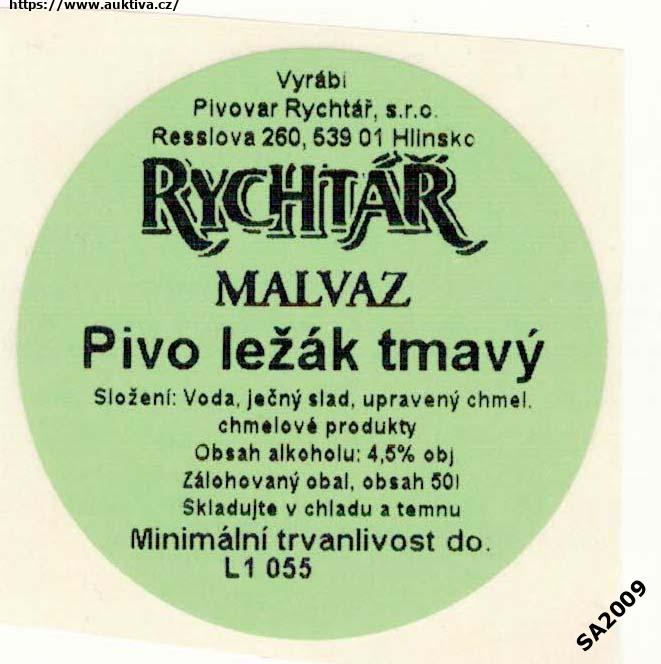 https://www.auktiva.cz/
Vyrábí
Pivovar Rychtář, s.r.o.
Resslova 260, 539 01 Hlinsko
RYCHTÁŘ
MALVAZ
Pivo ležák tmavý
Složení: Voda, ječný slad, upravený chmel,
chmelové produkty
Obsah alkoholu: 4,5% obj
Zálohovaný obal, obsah 50l
Skladujte v chladu a temnu
Minimální trvanlivost do.
L1 055
SA2009